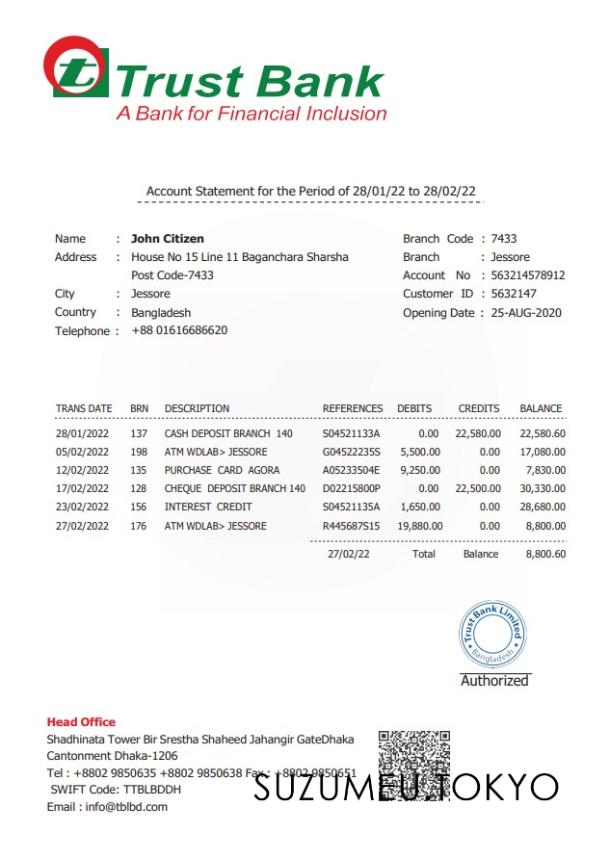 t Trust Bank
A Bank for Financial Inclusion
Account Statement for the Period of 28/01/22 to 28/02/22
Name : John Citizen
Address : House No 15 Line 11 Baganchara Sharsha
Post Code-7433
City : Jessore
Country : Bangladesh
Telephone : +88 01616686620
Branch Code : 7433
Branch : Jessore
Account No : 563214578912
Customer ID : 5632147
Opening Date : 25-AUG-2020
TRANS DATE BRN DESCRIPTION REFERENCES DEBITS CREDITS BALANCE
28/01/2022 137 CASH DEPOSIT BRANCH 140 S04521133A 0.00 22,580.00 22,580.60
05/02/2022 198 ATM WDLAB> JESSORE G04522235S 5,500.00 0.00 17,080.00
12/02/2022 135 PURCHASE CARD AGORA A05233504E 9,250.00 0.00 7,830.00
17/02/2022 128 CHEQUE DEPOSIT BRANCH 140 D02215800P 0.00 22,500.00 30,330.00
23/02/2022 156 INTEREST CREDIT S04521135A 1,650.00 0.00 28,680.00
27/02/2022 176 ATM WDLAB> JESSORE R445687S15 19,880.00 0.00 8,800.00
27/02/22 Total Balance 8,800.60
Trust Bank Limited
Bangladesh
Authorized
Head Office
Shadhinata Tower Bir Srestha Shaheed Jahangir GateDhaka
Cantonment Dhaka-1206
Tel : +8802 9850635 +8802 9850638 Fax : +8802 9850651
SWIFT Code: TTBLBDDH
Email : info@tblbd.com
SUZUMEU.TOKYO